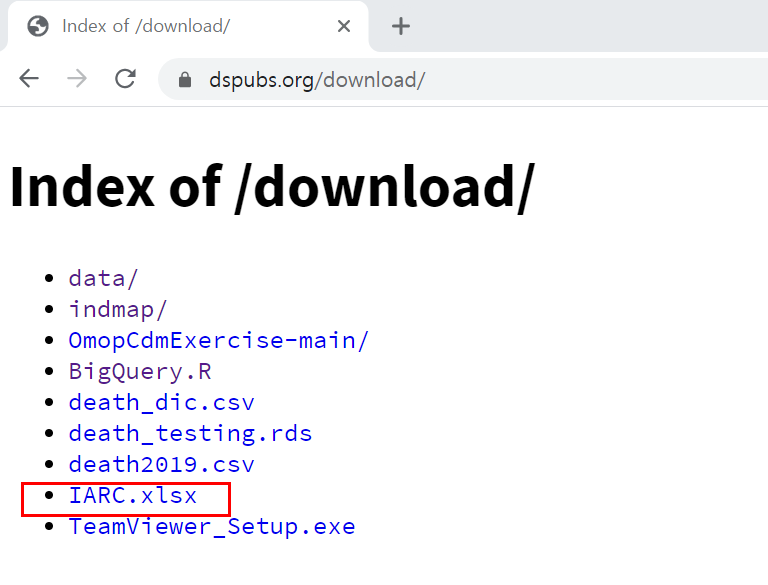 Index of /download/
dspubs.org/download/
Index of /download/
data/
indmap/
OmopCdmExercise-main/
BigQuery.R
death_dic.csv
death_testing.rds
death2019.csv
IARC.xlsx
TeamViewer_Setup.exe